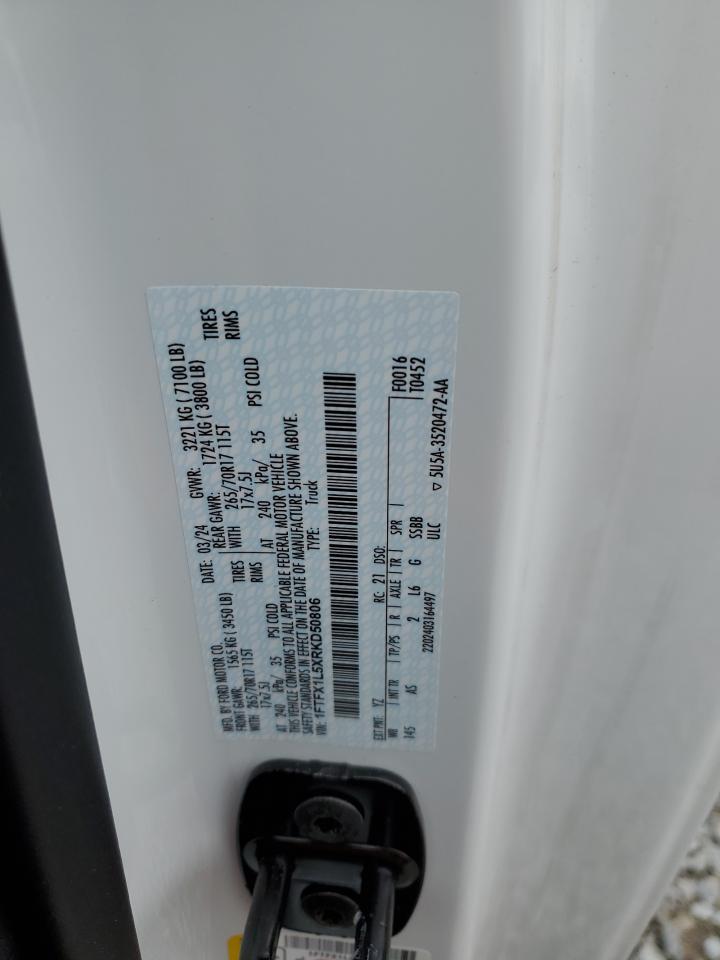 MFD. BY FORD MOTOR CO.
DATE: 03/24 GVWR: 3221 KG ( 7100 LB)
FRONT GAWR: 1565 KG ( 3450 LB) REAR GAWR: 1724 KG ( 3800 LB)
WITH 265/70R17 115T TIRES WITH 265/70R17 115T TIRES
17x7.5J RIMS 17x7.5J RIMS
AT 240 kPa/ 35 PSI COLD AT 240 kPa/ 35 PSI COLD
THIS VEHICLE CONFORMS TO ALL APPLICABLE FEDERAL MOTOR VEHICLE
SAFETY STANDARDS IN EFFECT ON THE DATE OF MANUFACTURE SHOWN ABOVE.
VIN: 1FTFX1L5XRKD50806 TYPE: Truck
F0016
T0452
EXT PNT: YZ RC: 21 DSO:
WB INT TR TP/PS R AXLE TR SPR
145 AS 2 L6 G SSBB
2202403164497 ULC ▽ 5U5A-3520472-AA